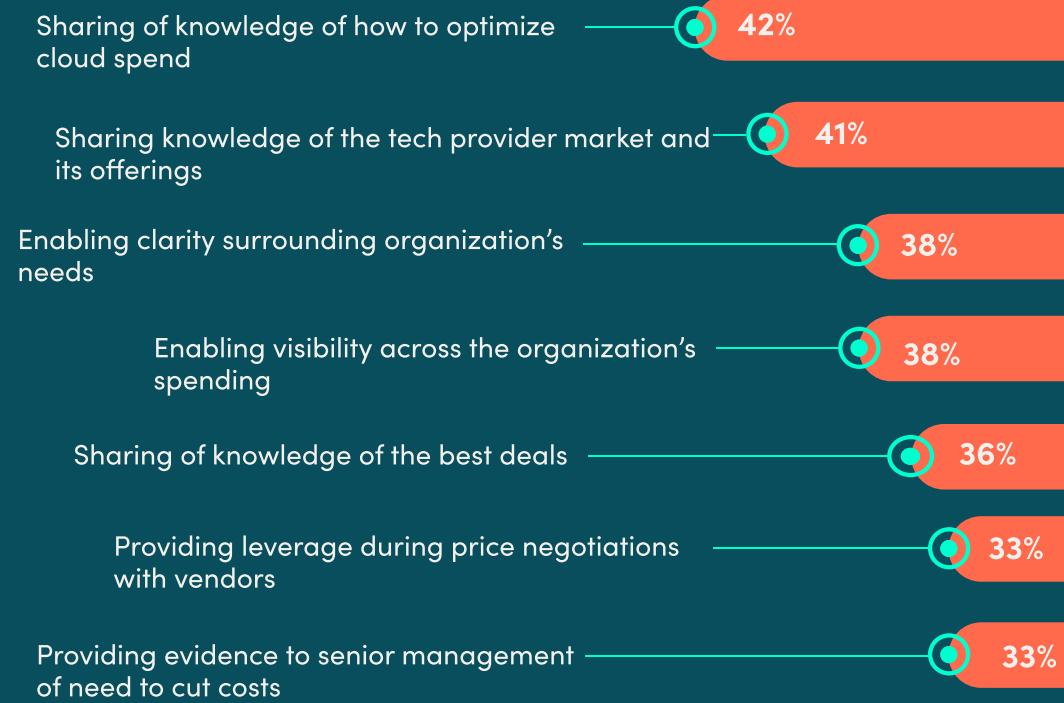 Sharing of knowledge of how to optimize
cloud spend
42%
Sharing knowledge of the tech provider market and
its offerings
41%
Enabling clarity surrounding organization’s
needs
38%
Enabling visibility across the organization’s
spending
38%
Sharing of knowledge of the best deals
36%
Providing leverage during price negotiations
with vendors
33%
Providing evidence to senior management
of need to cut costs
33%